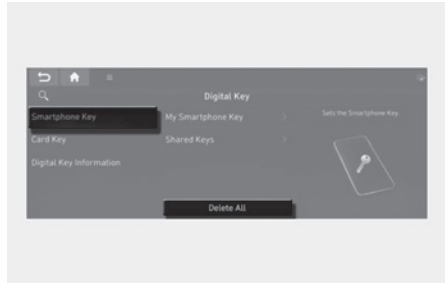 Digital Key
Smartphone Key
My Smartphone Key
Sets the Smartphone Key.
Card Key
Shared Keys
Digital Key Information
Delete All